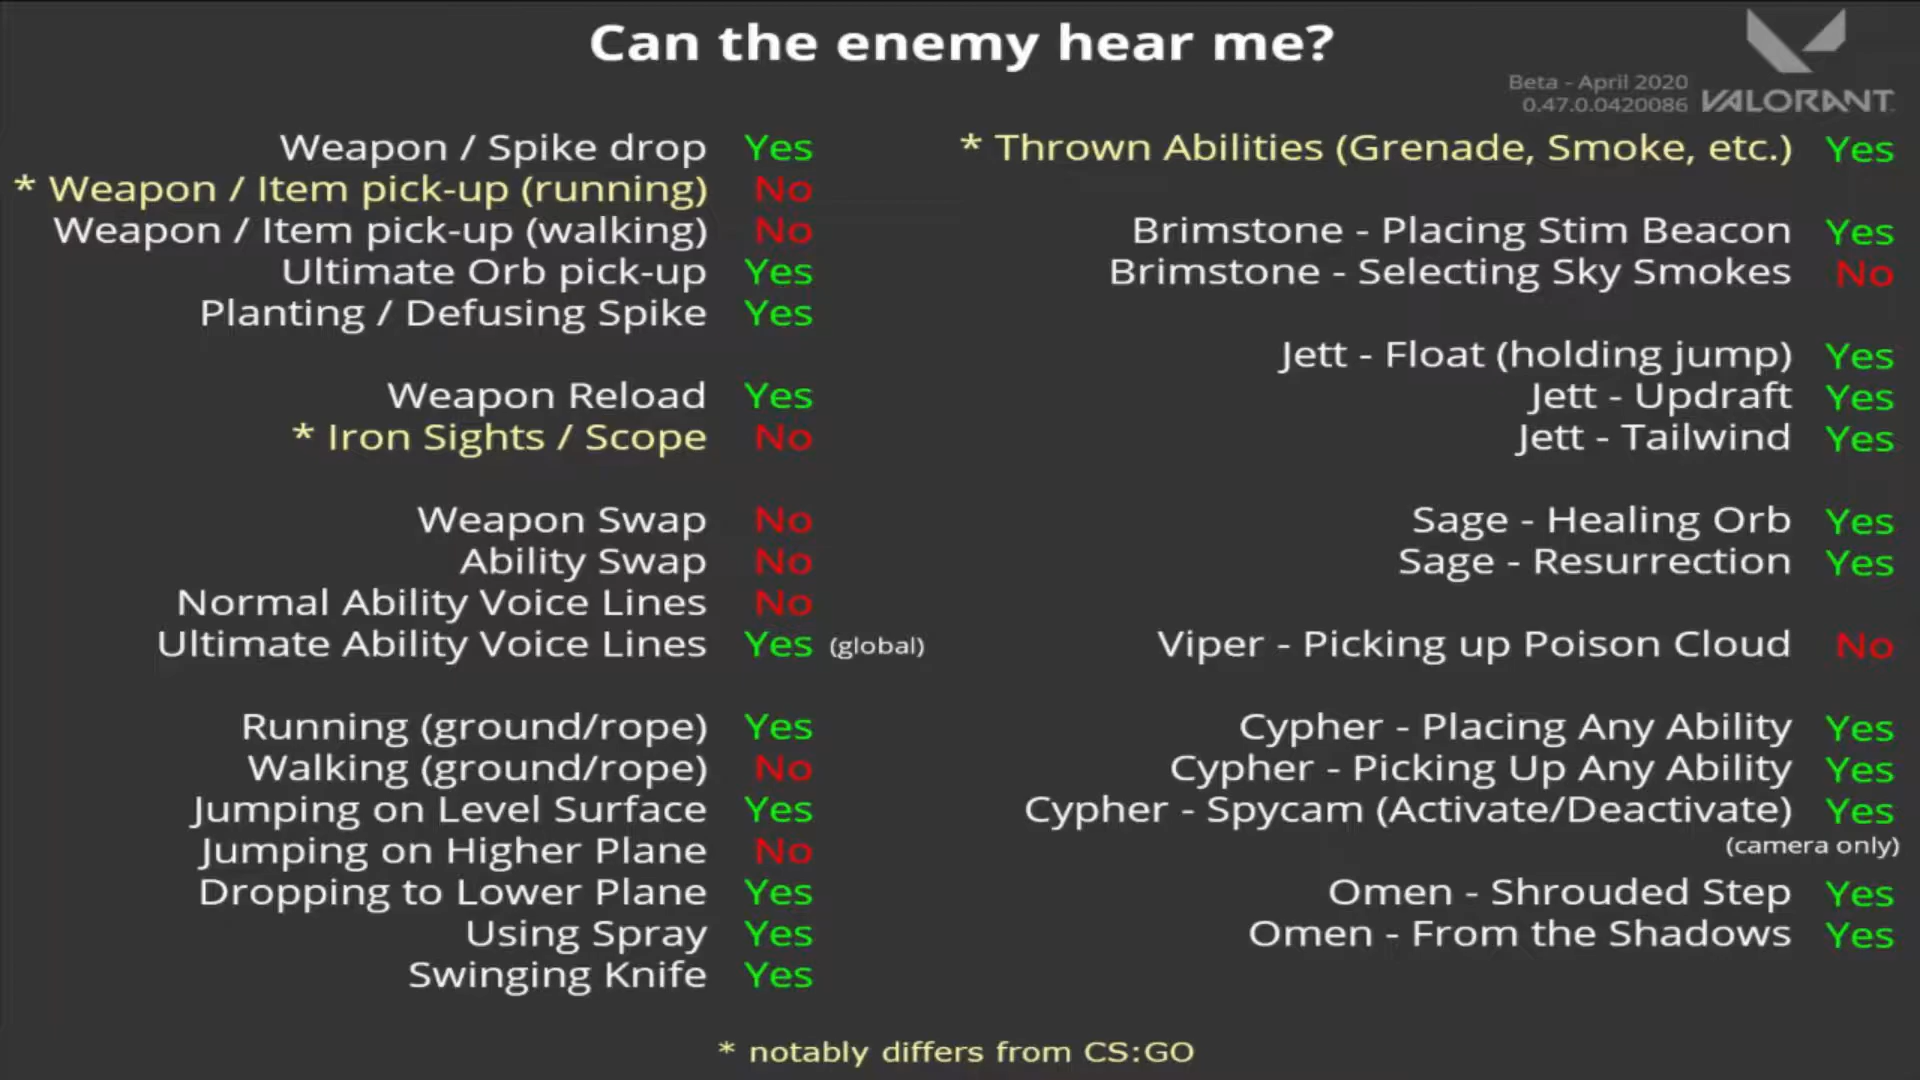 Can the enemy hear me?
Beta - April 2020
0.47.0.0420086
VALORANT
Weapon / Spike drop Yes
* Weapon / Item pick-up (running) No
Weapon / Item pick-up (walking) No
Ultimate Orb pick-up Yes
Planting / Defusing Spike Yes
Weapon Reload Yes
* Iron Sights / Scope No
Weapon Swap No
Ability Swap No
Normal Ability Voice Lines No
Ultimate Ability Voice Lines Yes (global)
Running (ground/rope) Yes
Walking (ground/rope) No
Jumping on Level Surface Yes
Jumping on Higher Plane No
Dropping to Lower Plane Yes
Using Spray Yes
Swinging Knife Yes
* Thrown Abilities (Grenade, Smoke, etc.) Yes
Brimstone - Placing Stim Beacon Yes
Brimstone - Selecting Sky Smokes No
Jett - Float (holding jump) Yes
Jett - Updraft Yes
Jett - Tailwind Yes
Sage - Healing Orb Yes
Sage - Resurrection Yes
Viper - Picking up Poison Cloud No
Cypher - Placing Any Ability Yes
Cypher - Picking Up Any Ability Yes
Cypher - Spycam (Activate/Deactivate) Yes
(camera only)
Omen - Shrouded Step Yes
Omen - From the Shadows Yes
* notably differs from CS:GO